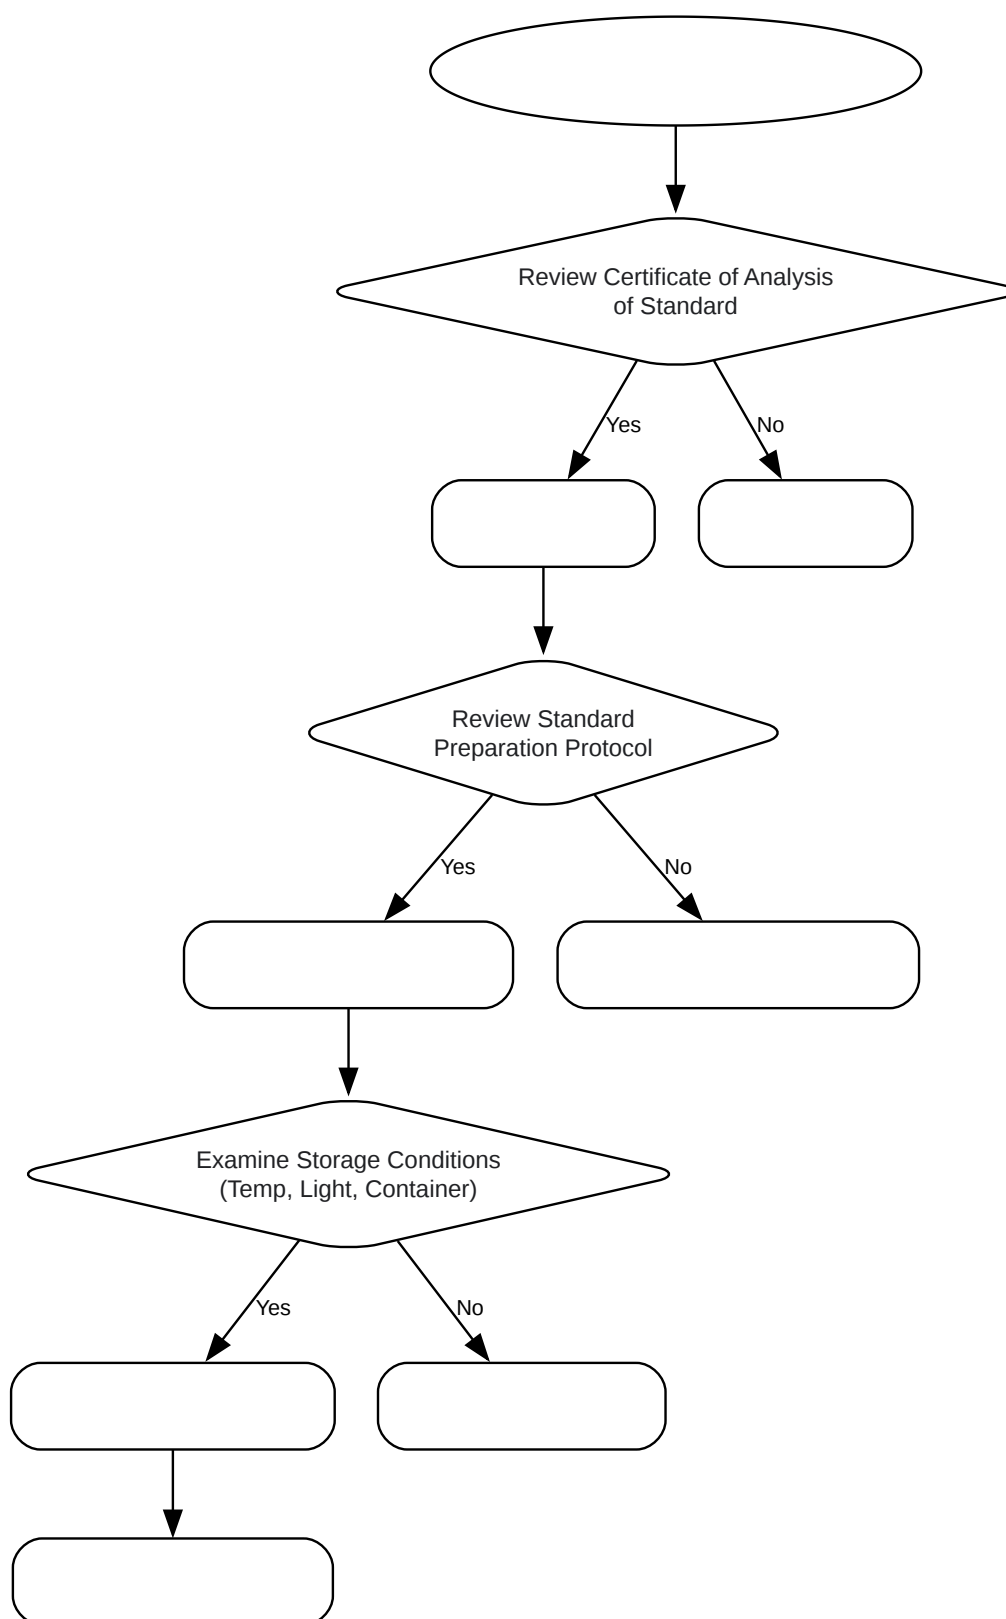 Review Certificate of Analysis
of Standard
Yes
No
Review Standard
Preparation Protocol
Yes
No
Examine Storage Conditions
(Temp, Light, Container)
Yes
No